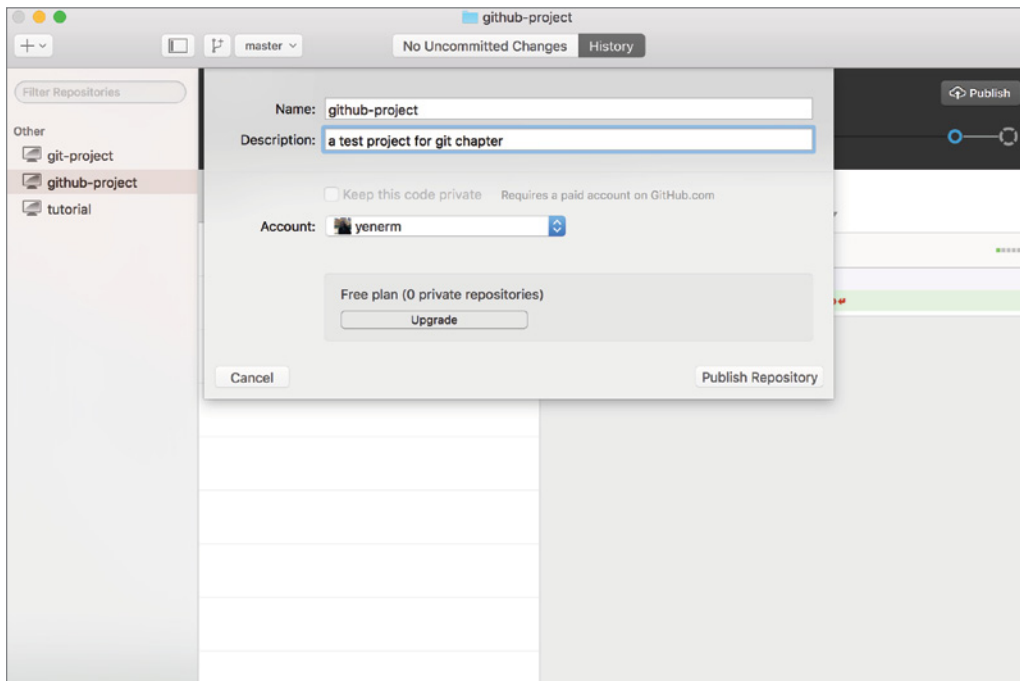 github-project
master
No Uncommitted Changes
History
Filter Repositories
Publish
Other
git-project
github-project
tutorial
Name: github-project
Description: a test project for git chapter
Keep this code private Requires a paid account on GitHub.com
Account: yenerm
Free plan (0 private repositories)
Upgrade
Cancel
Publish Repository